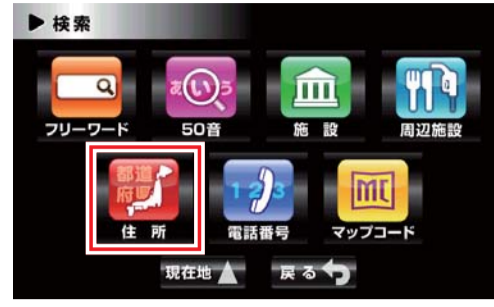 ▶ 検索
あいう
フリーワード 50音 施設 周辺施設
都道
府県
123
MC
住所 電話番号 マップコード
現在地 戻る